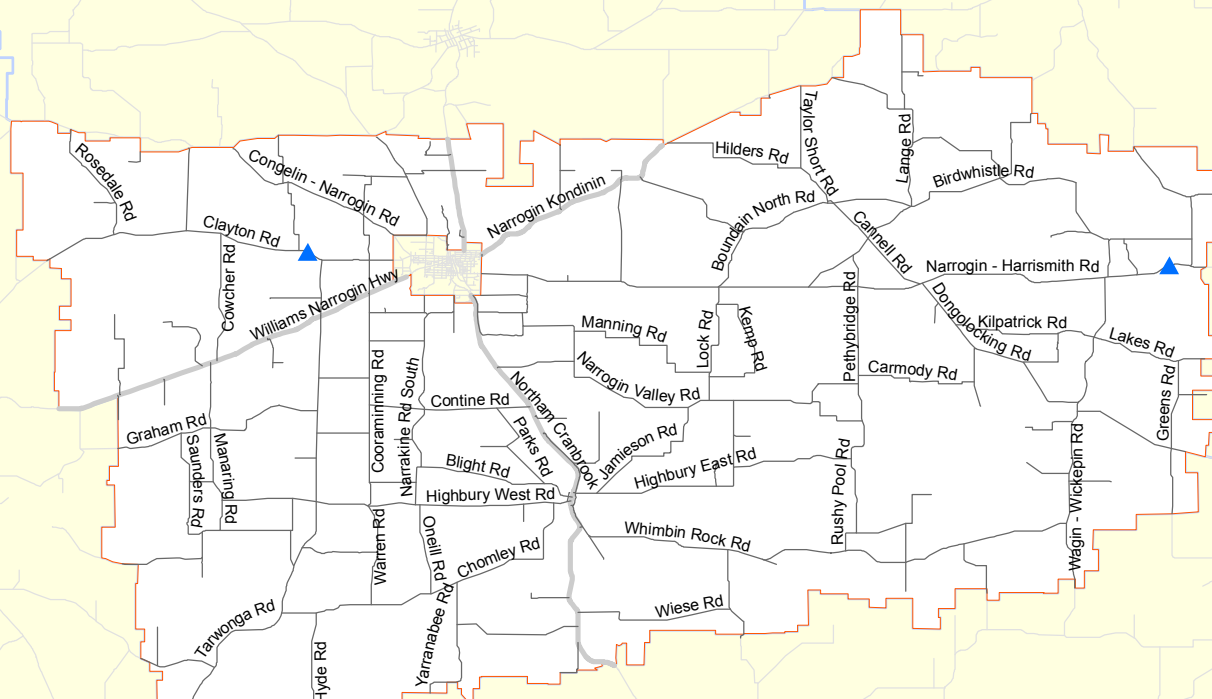 Taylor Short Rd
Lange Rd
Hilders Rd
Rosedale Rd
Congelin - Narrogin Rd
Birdwhistle Rd
Narrogin Kondinin
Boundain North Rd
Clayton Rd
Cannell Rd
Cowcher Rd
Narrogin - Harrismith Rd
Williams Narrogin Hwy
Pethybridge Rd
Dongolocking Rd
Kilpatrick Rd
Manning Rd
Lock Rd
Kemp Rd
Lakes Rd
Narrogin Valley Rd
Carmody Rd
Greens Rd
Cooraminning Rd
Narrakine Rd South
Contine Rd
Northam Cranbrook
Graham Rd
Parks Rd
Jamieson Rd
Saunders Rd
Manaring Rd
Blight Rd
Highbury East Rd
Rushy Pool Rd
Wagin - Wickepin Rd
Highbury West Rd
Warren Rd
Oneill Rd
Whimbin Rock Rd
Chomley Rd
Yarranabee Rd
Wiese Rd
Tarwonga Rd
Hyde Rd